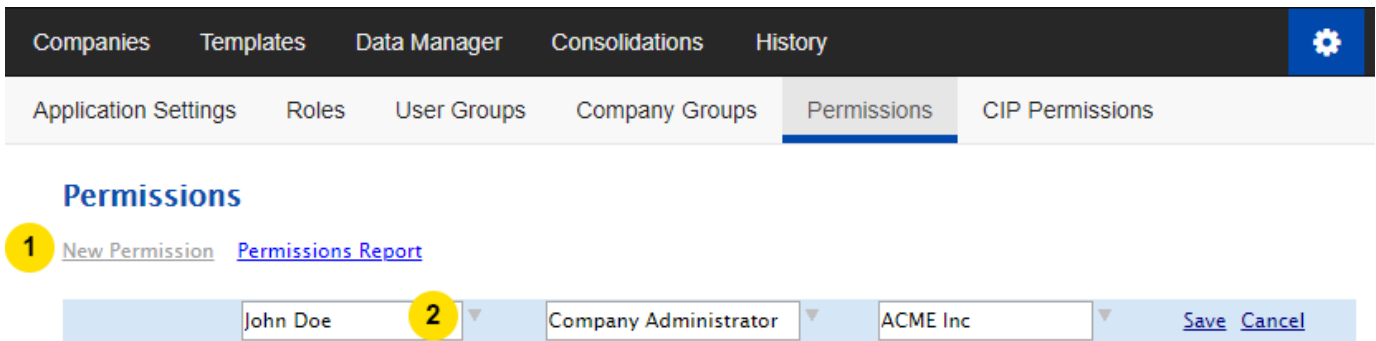 Companies Templates Data Manager Consolidations History
Application Settings Roles User Groups Company Groups Permissions CIP Permissions
Permissions
1 New Permission Permissions Report
John Doe 2 Company Administrator ACME Inc Save Cancel